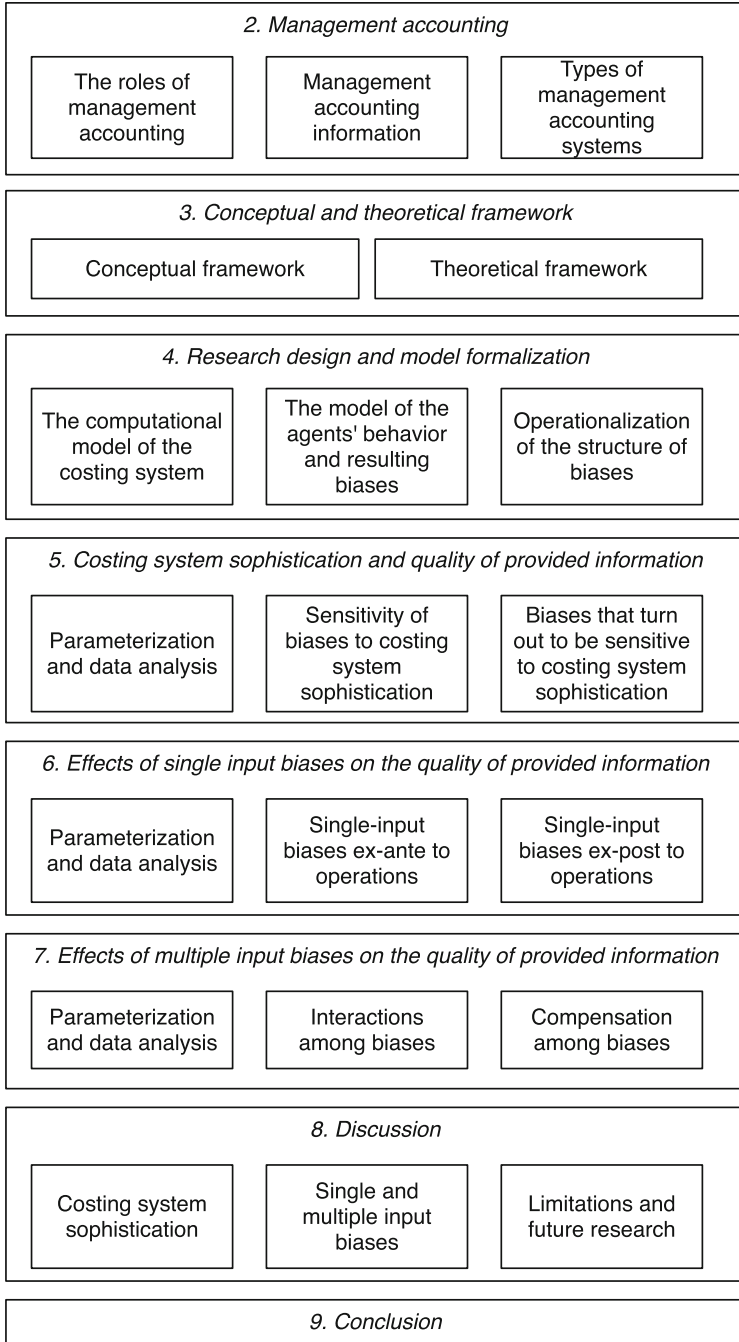 2. Management accounting
The roles of
management
accounting
Management
accounting
information
Types of
management
accounting
systems
3. Conceptual and theoretical framework
Conceptual framework
Theoretical framework
4. Research design and model formalization
The computational
model of the
costing system
The model of the
agents' behavior
and resulting
biases
Operationalization
of the structure of
biases
5. Costing system sophistication and quality of provided information
Parameterization
and data analysis
Sensitivity of
biases to costing
system
sophistication
Biases that turn
out to be sensitive
to costing system
sophistication
6. Effects of single input biases on the quality of provided information
Parameterization
and data analysis
Single-input
biases ex-ante to
operations
Single-input
biases ex-post to
operations
7. Effects of multiple input biases on the quality of provided information
Parameterization
and data analysis
Interactions
among biases
Compensation
among biases
8. Discussion
Costing system
sophistication
Single and
multiple input
biases
Limitations and
future research
9. Conclusion